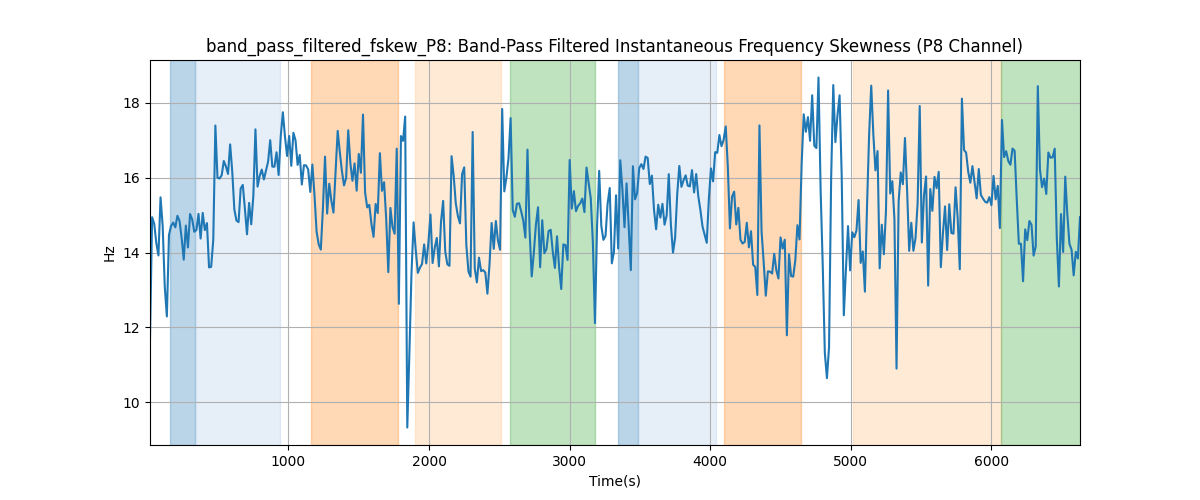 band_pass_filtered_fskew_P8: Band-Pass Filtered Instantaneous Frequency Skewness (P8 Channel)
Hz
18
16
14
12
10
1000 2000 3000 4000 5000 6000
Time(s)